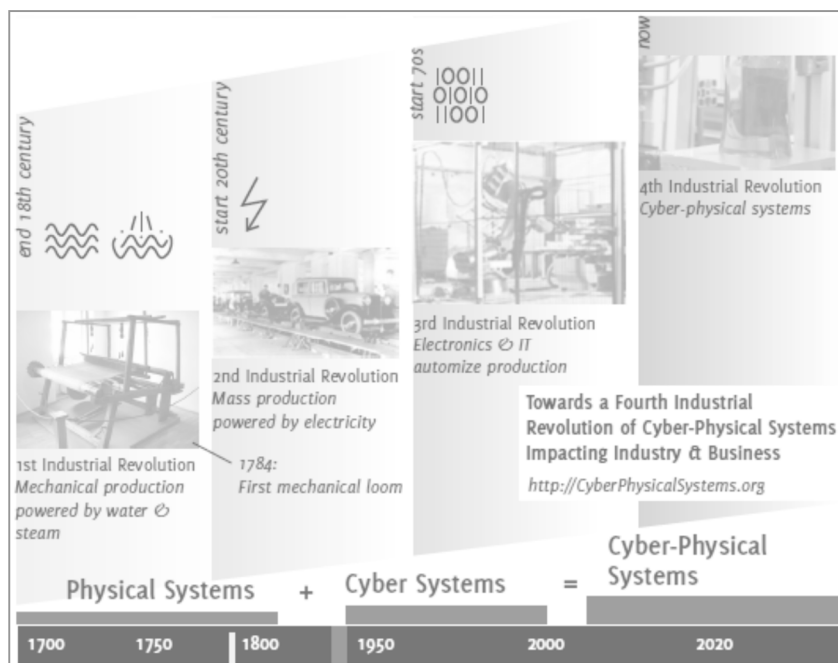 end 18th century
1st Industrial Revolution
Mechanical production
powered by water &
steam
start 20th century
2nd Industrial Revolution
Mass production
powered by electricity
1784:
First mechanical loom
start 70s
10011
01010
11001
3rd Industrial Revolution
Electronics & IT
automize production
now
4th Industrial Revolution
Cyber-physical systems
Towards a Fourth Industrial
Revolution of Cyber-Physical Systems
Impacting Industry & Business
http://CyberPhysicalSystems.org
Physical Systems + Cyber Systems = Cyber-Physical
Systems
1700 1750 1800 1950 2000 2020